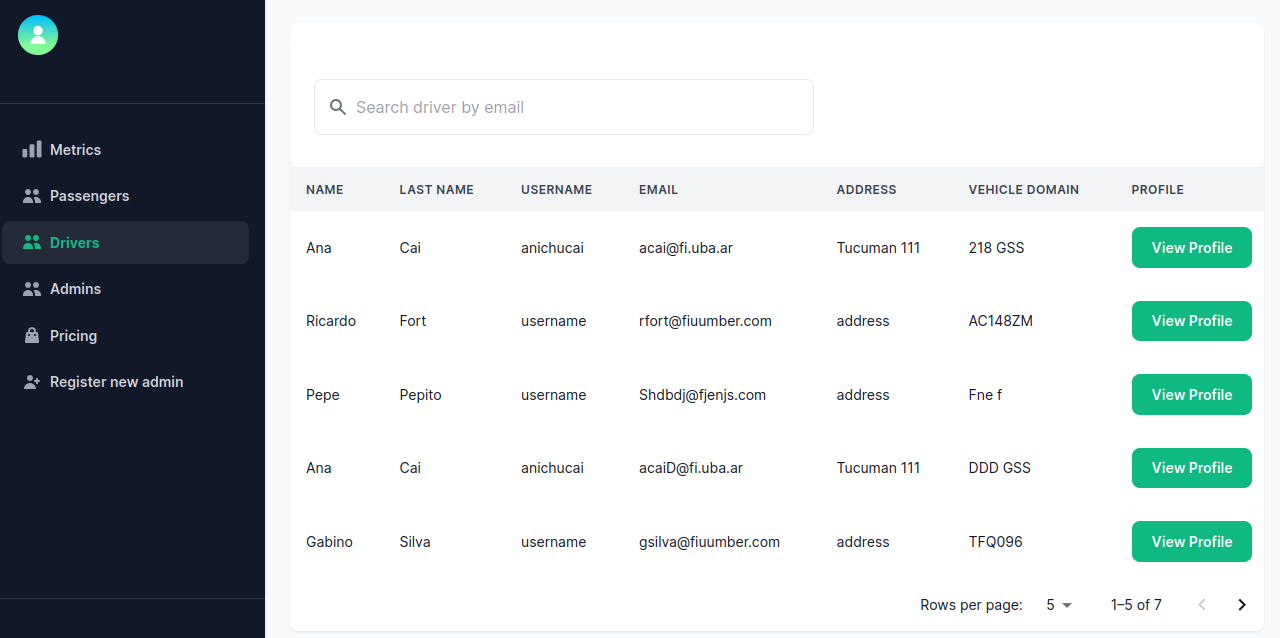 Metrics
Passengers
Drivers
Admins
Pricing
Register new admin
Search driver by email
NAME LAST NAME USERNAME EMAIL ADDRESS VEHICLE DOMAIN PROFILE
Ana Cai anichucai acai@fi.uba.ar Tucuman 111 218 GSS View Profile
Ricardo Fort username rfort@fiuumber.com address AC148ZM View Profile
Pepe Pepito username Shdbdj@fjenjs.com address Fne f View Profile
Ana Cai anichucai acaiD@fi.uba.ar Tucuman 111 DDD GSS View Profile
Gabino Silva username gsilva@fiuumber.com address TFQ096 View Profile
Rows per page: 5 1–5 of 7